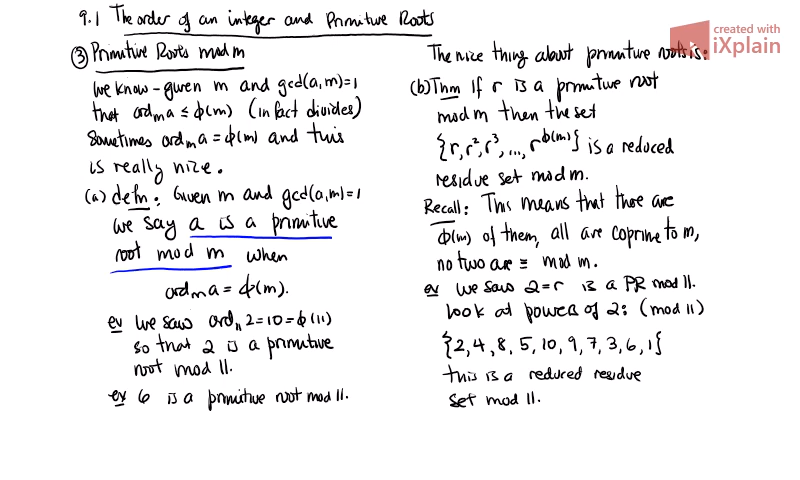 9.1 The order of an integer and Primitive Roots
③ Primitive Roots mod m
We know - given m and gcd(a,m)=1
that ordₘa ≤ ϕ(m) (in fact divides)
Sometimes ordₘa = ϕ(m) and this
is really nice.
(a) defn: Given m and gcd(a,m)=1
we say a is a primitive
root mod m when
ordₘa = ϕ(m).
ex We saw ord₁₁2=10=ϕ(11)
so that 2 is a primitive
root mod 11.
ex 6 is a primitive root mod 11.
created with
iXplain
The nice thing about primitive roots is:
(b) Thm If r is a primitive root
mod m then the set
{r, r², r³, ..., r^ϕ(m)} is a reduced
residue set mod m.
Recall: This means that there are
ϕ(m) of them, all are coprime to m,
no two are ≡ mod m.
ex We saw 2=r is a PR mod 11.
Look at powers of 2: (mod 11)
{2, 4, 8, 5, 10, 9, 7, 3, 6, 1}
this is a reduced residue
set mod 11.